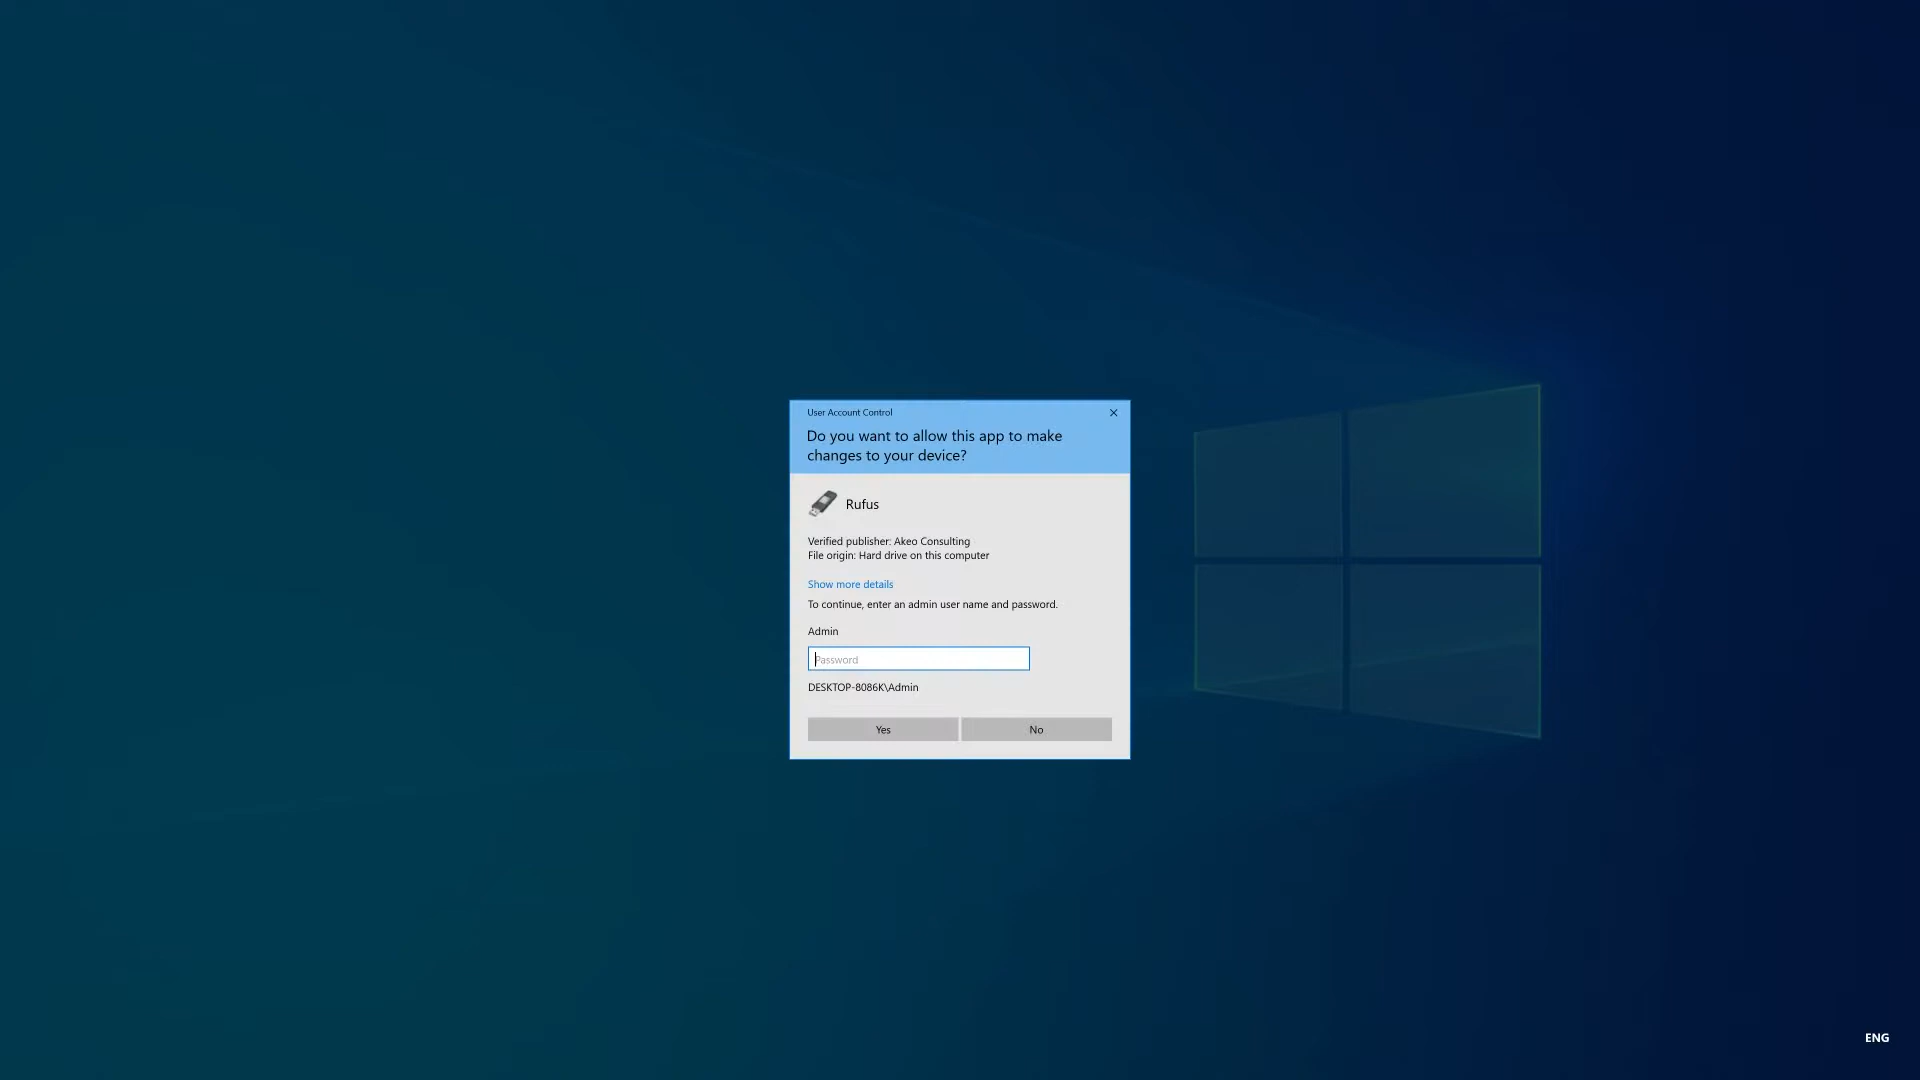 User Account Control
Do you want to allow this app to make
changes to your device?
Rufus
Verified publisher: Akeo Consulting
File origin: Hard drive on this computer
Show more details
To continue, enter an admin user name and password.
Admin
Password
DESKTOP-8086K\Admin
Yes No
ENG